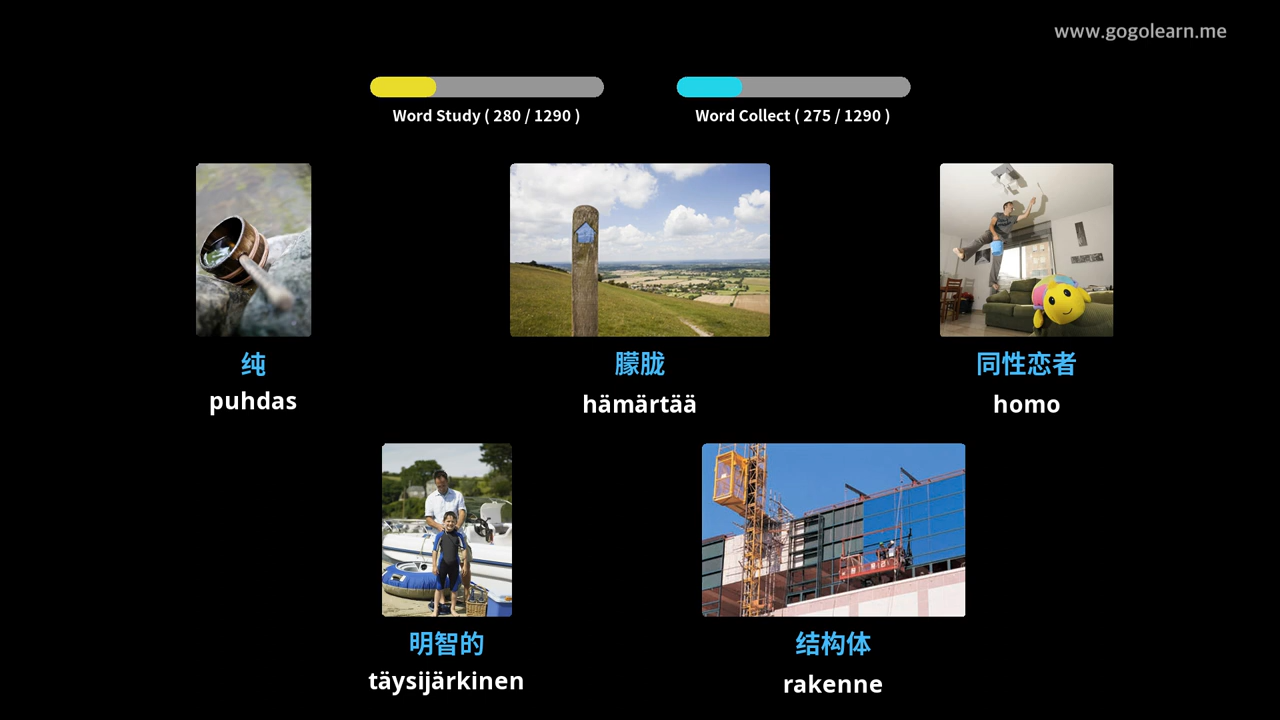 www.gogolearn.me
Word Study ( 280 / 1290 )
Word Collect ( 275 / 1290 )
纯
puhdas
朦胧
hämärtää
同性恋者
homo
明智的
täysijärkinen
结构体
rakenne